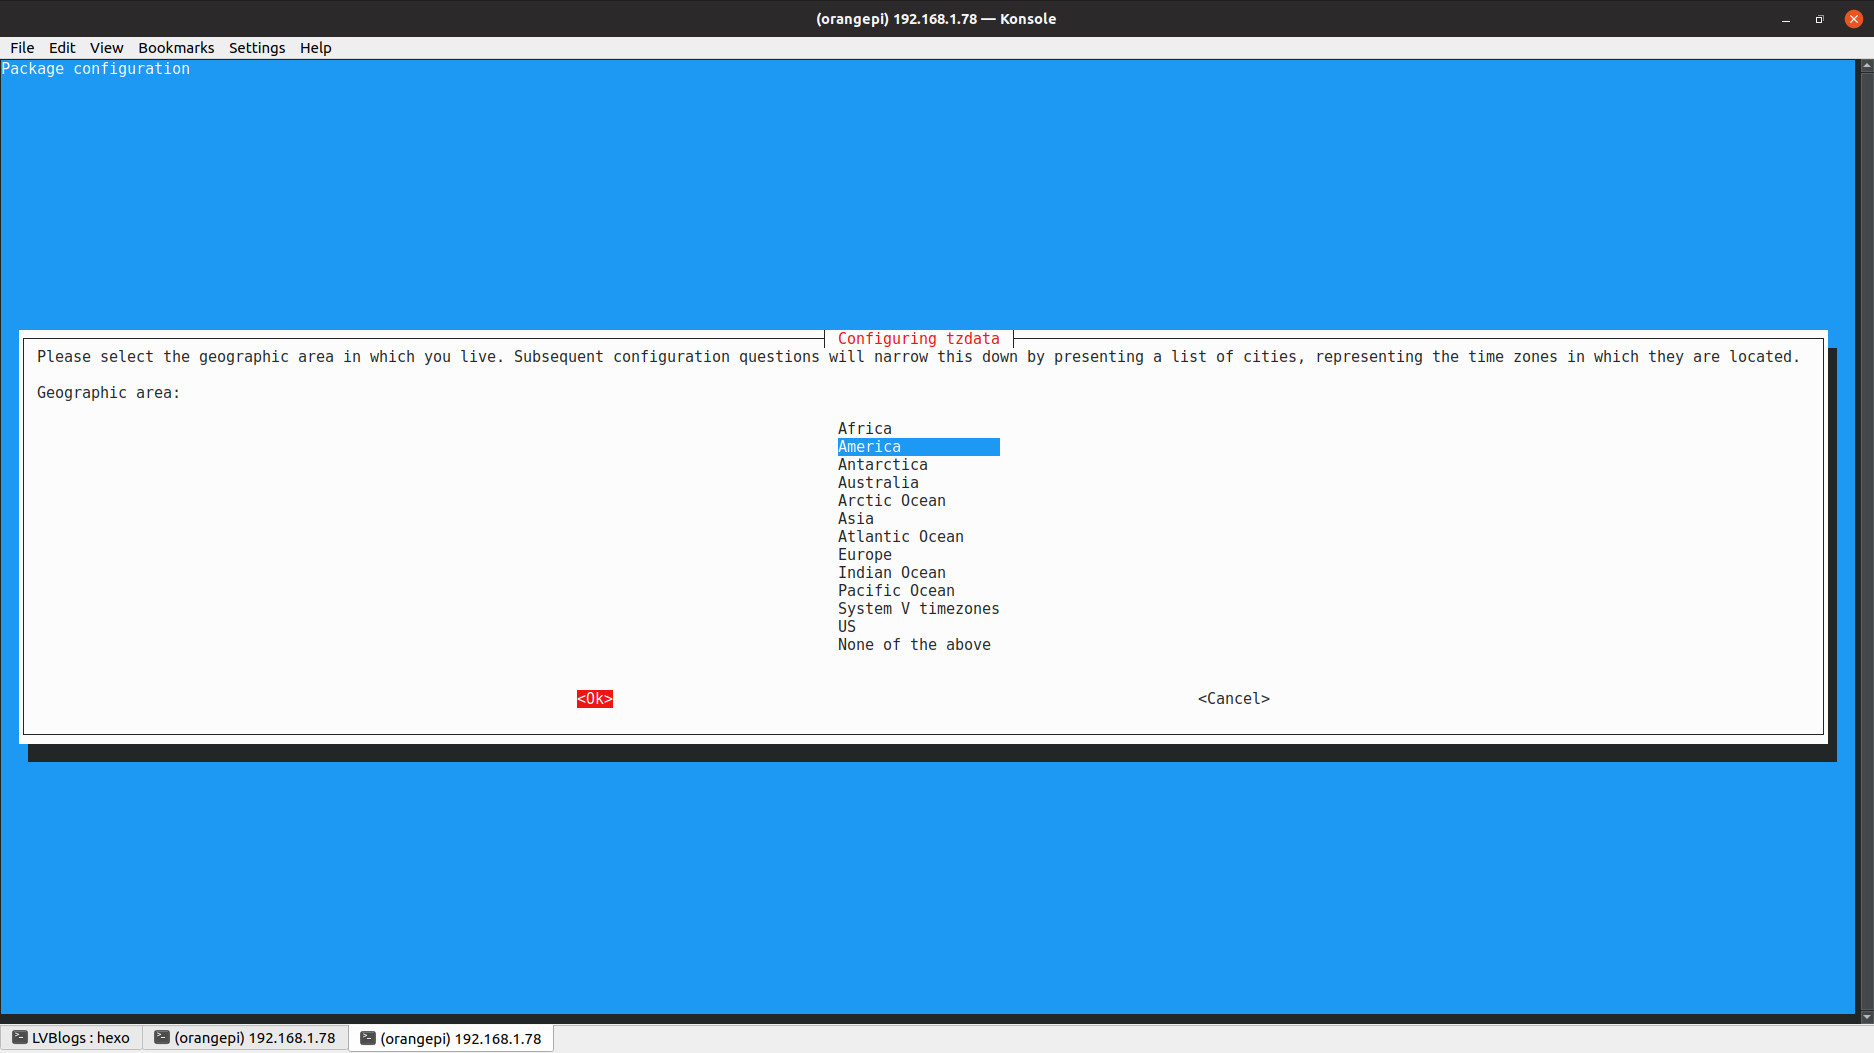 (orangepi) 192.168.1.78 — Konsole
File Edit View Bookmarks Settings Help
Package configuration
Configuring tzdata
Please select the geographic area in which you live. Subsequent configuration questions will narrow this down by presenting a list of cities, representing the time zones in which they are located.
Geographic area:
Africa
America
Antarctica
Australia
Arctic Ocean
Asia
Atlantic Ocean
Europe
Indian Ocean
Pacific Ocean
System V timezones
US
None of the above
<Ok> <Cancel>
LVBlogs : hexo (orangepi) 192.168.1.78 (orangepi) 192.168.1.78